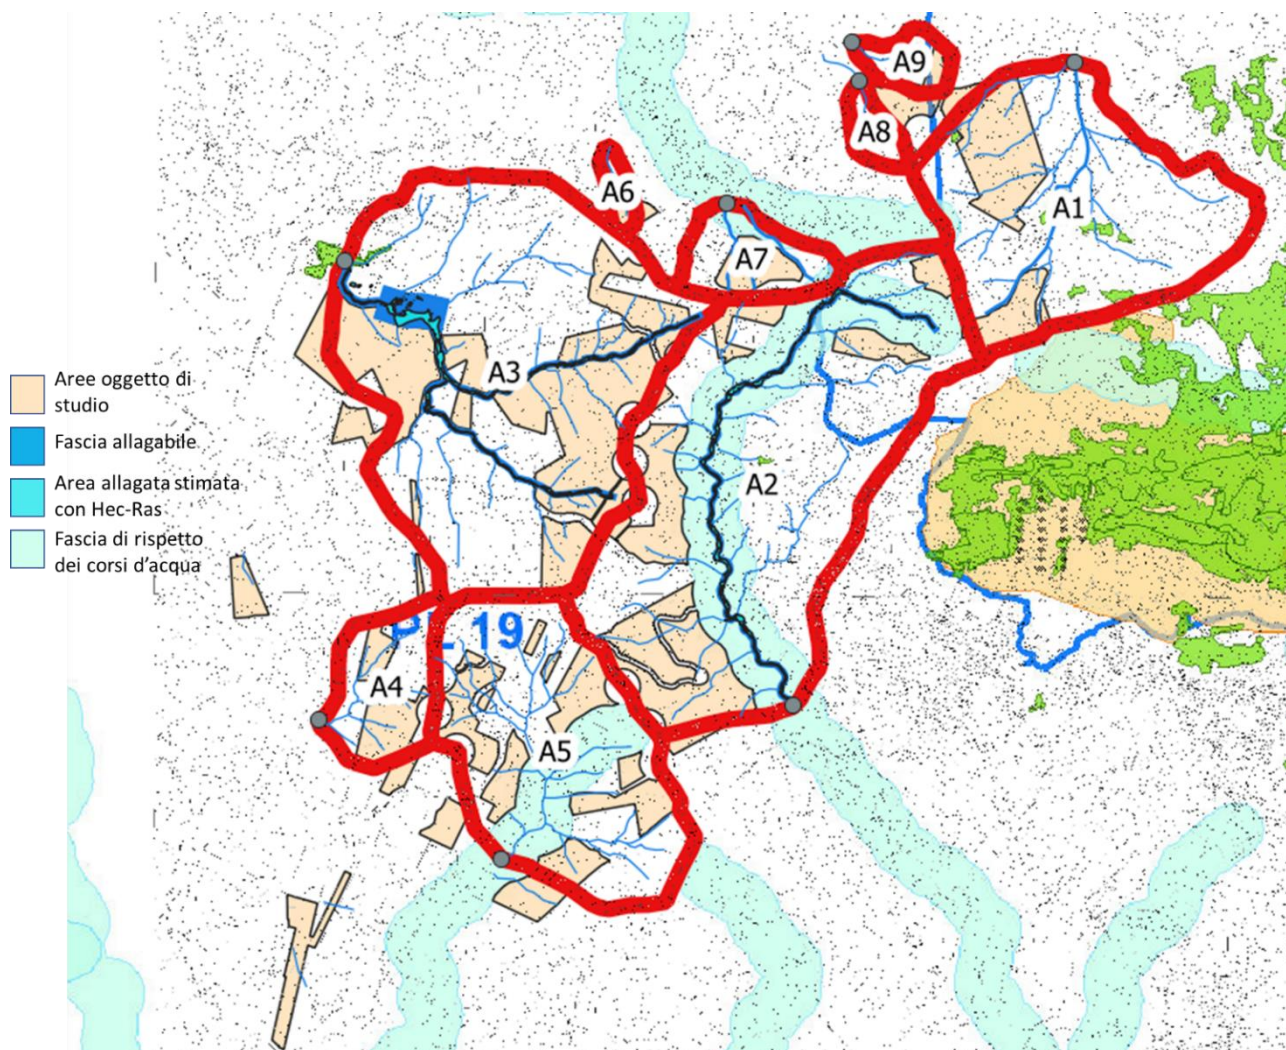 A9
A8
A1
A6
A7
A3
Aree oggetto di
studio
Fascia allagabile
Area allagata stimata
con Hec-Ras
Fascia di rispetto
dei corsi d'acqua
A2
19
A4
A5